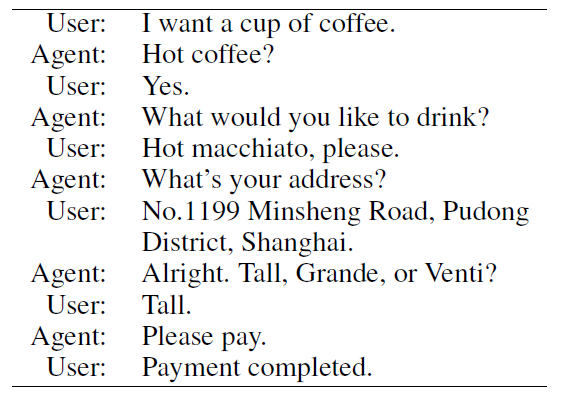 User: I want a cup of coffee.
Agent: Hot coffee?
User: Yes.
Agent: What would you like to drink?
User: Hot macchiato, please.
Agent: What's your address?
User: No.1199 Minsheng Road, Pudong
District, Shanghai.
Agent: Alright. Tall, Grande, or Venti?
User: Tall.
Agent: Please pay.
User: Payment completed.